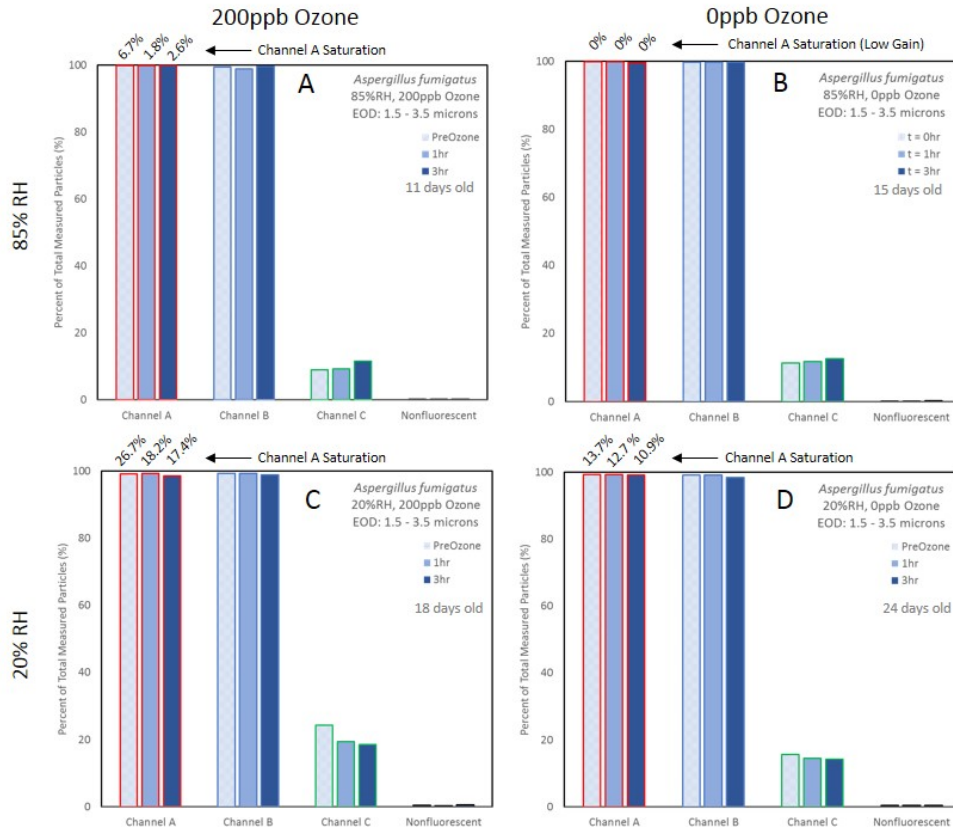 200ppb Ozone
0ppb Ozone
85% RH
20% RH
6.7%
1.8%
2.6%
Channel A Saturation
A
Aspergillus fumigatus
85%RH, 200ppb Ozone
EOD: 1.5 - 3.5 microns
PreOzone
1hr
3hr
11 days old
Percent of Total Measured Particles (%)
100
80
60
40
20
0
Channel A
Channel B
Channel C
Nonfluorescent
0%
0%
0%
Channel A Saturation (Low Gain)
B
Aspergillus fumigatus
85%RH, 0ppb Ozone
EOD: 1.5 - 3.5 microns
t = 0hr
t = 1hr
t = 3hr
15 days old
Percent of Total Measured Particles (%)
100
80
60
40
20
0
Channel A
Channel B
Channel C
Nonfluorescent
26.7%
18.2%
17.4%
Channel A Saturation
C
Aspergillus fumigatus
20%RH, 200ppb Ozone
EOD: 1.5 - 3.5 microns
PreOzone
1hr
3hr
18 days old
Percent of Total Measured Particles (%)
100
80
60
40
20
0
Channel A
Channel B
Channel C
Nonfluorescent
13.7%
12.7 %
10.9%
Channel A Saturation
D
Aspergillus fumigatus
20%RH, 0ppb Ozone
EOD: 1.5 - 3.5 microns
PreOzone
1hr
3hr
24 days old
Percent of Total Measured Particles (%)
100
80
60
40
20
0
Channel A
Channel B
Channel C
Nonfluorescent